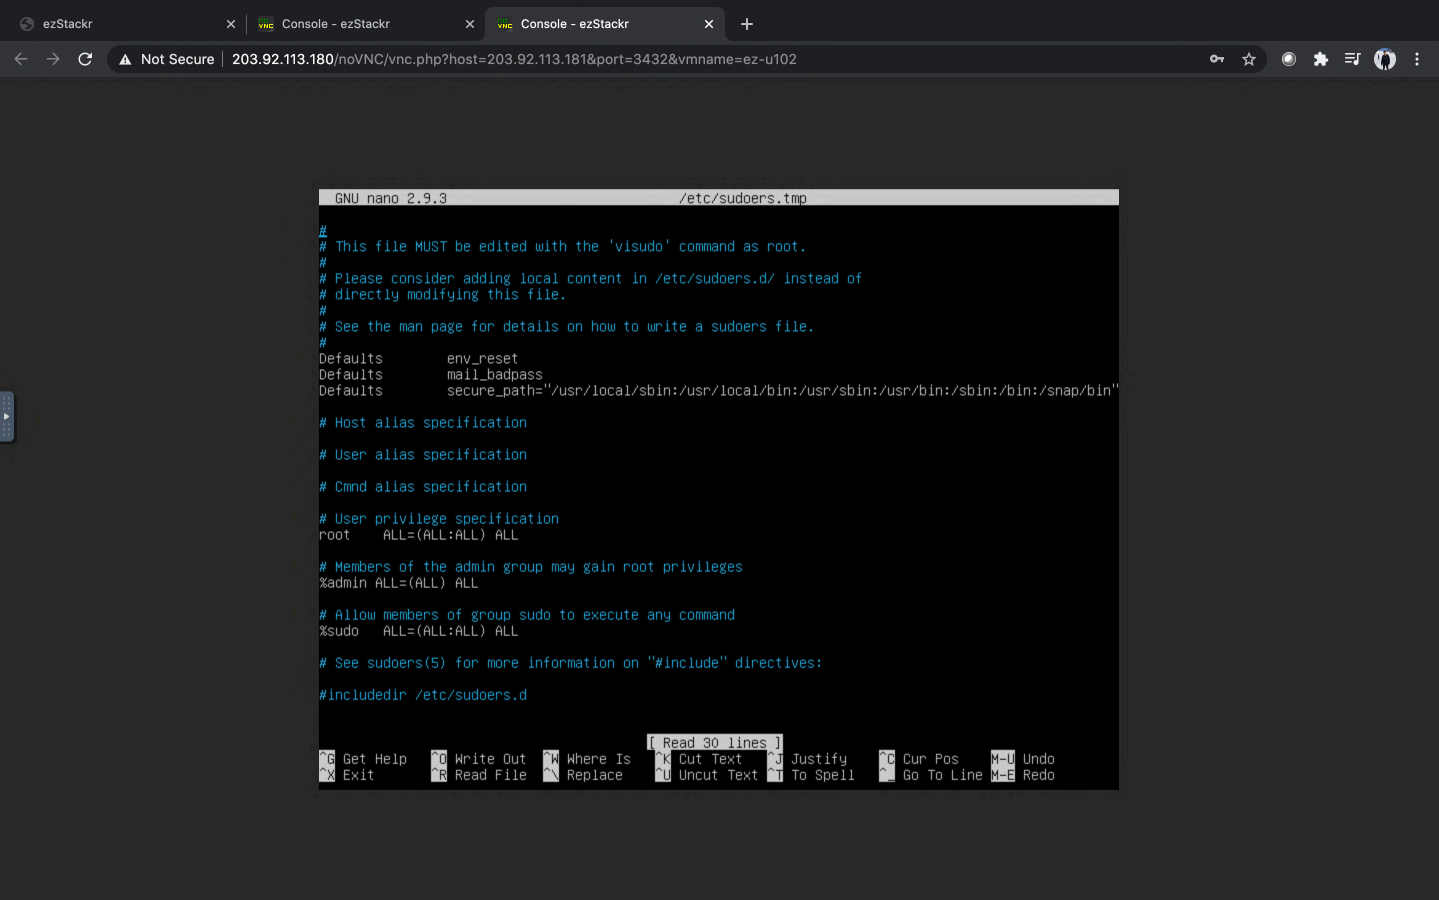 ezStackr
Console - ezStackr
Console - ezStackr
Not Secure
203.92.113.180/noVNC/vnc.php?host=203.92.113.181&port=3432&vmname=ez-u102
GNU nano 2.9.3 /etc/sudoers.tmp
#
# This file MUST be edited with the 'visudo' command as root.
#
# Please consider adding local content in /etc/sudoers.d/ instead of
# directly modifying this file.
#
# See the man page for details on how to write a sudoers file.
#
Defaults env_reset
Defaults mail_badpass
Defaults secure_path="/usr/local/sbin:/usr/local/bin:/usr/sbin:/usr/bin:/sbin:/bin:/snap/bin"
# Host alias specification
# User alias specification
# Cmnd alias specification
# User privilege specification
root ALL=(ALL:ALL) ALL
# Members of the admin group may gain root privileges
%admin ALL=(ALL) ALL
# Allow members of group sudo to execute any command
%sudo ALL=(ALL:ALL) ALL
# See sudoers(5) for more information on "#include" directives:
#includedir /etc/sudoers.d
[ Read 30 lines ]
^G Get Help ^O Write Out ^W Where Is ^K Cut Text ^J Justify ^C Cur Pos M-U Undo
^X Exit ^R Read File ^\ Replace ^U Uncut Text ^T To Spell ^_ Go To Line M-E Redo